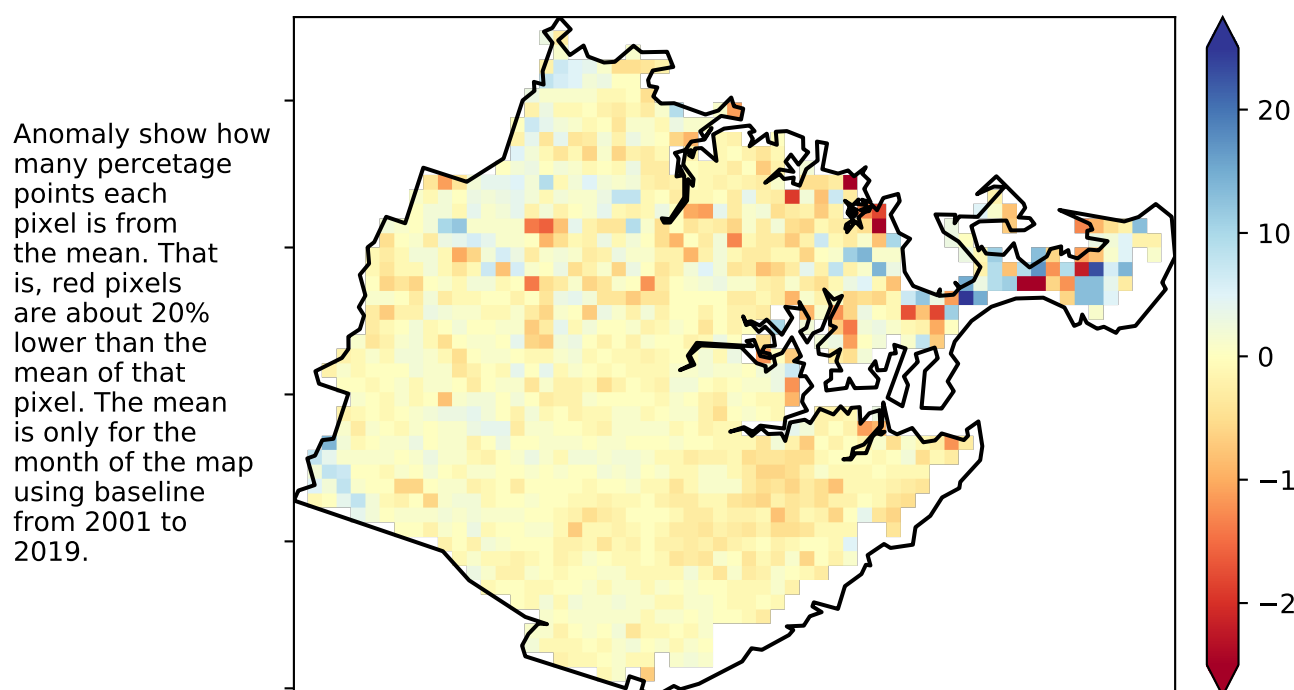 Anomaly show how
many percetage
points each
pixel is from
the mean. That
is, red pixels
are about 20%
lower than the
mean of that
pixel. The mean
is only for the
month of the map
using baseline
from 2001 to
2019.
20
10
0
−1
−2